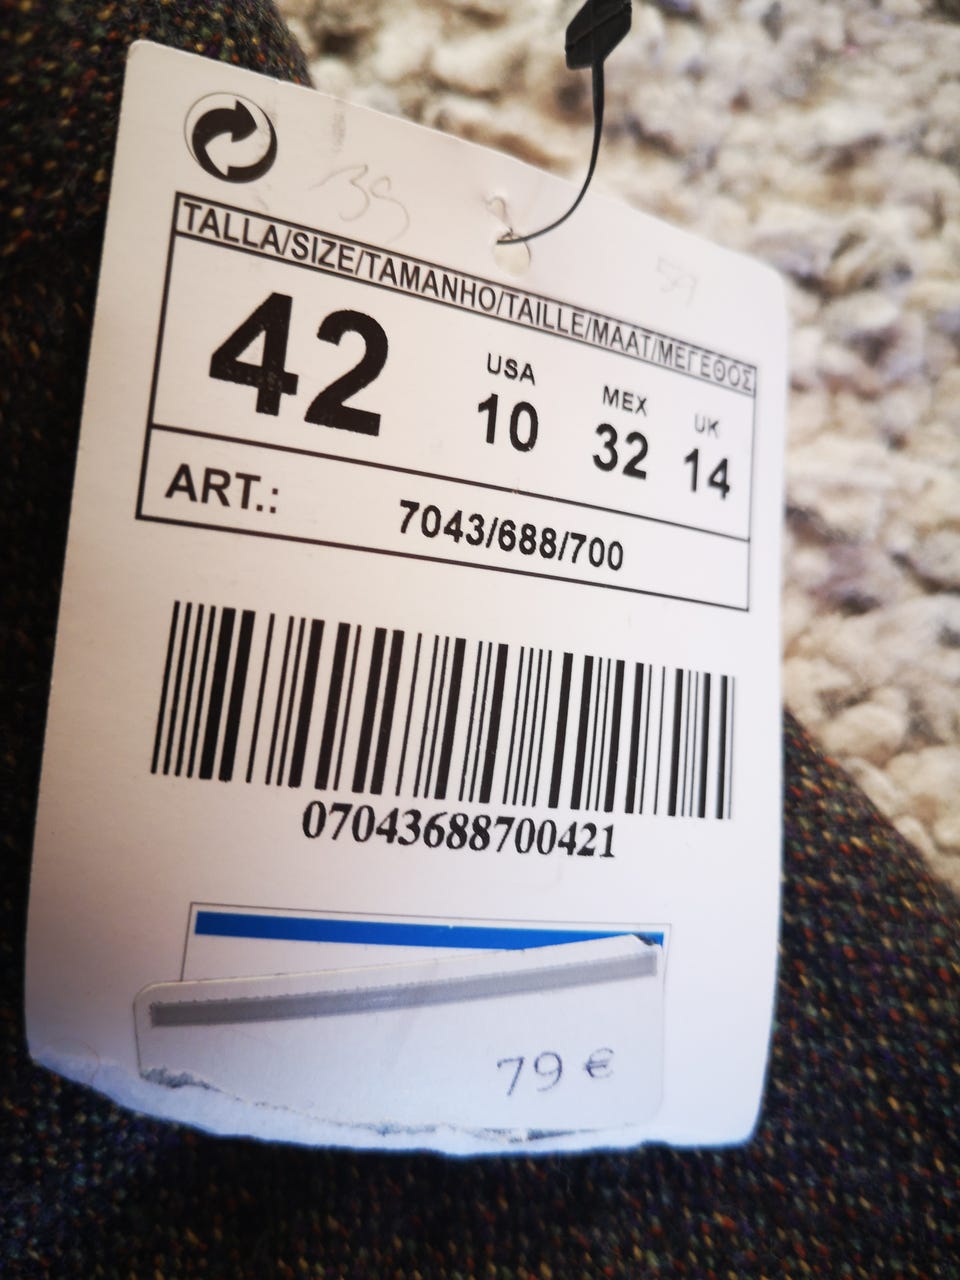 TALLA/SIZE/TAMANHO/TAILLE/MAAT/ΜΕΓΕΘΟΣ
42
USA
10
MEX
32
UK
14
ART.: 7043/688/700
07043688700421
79 €